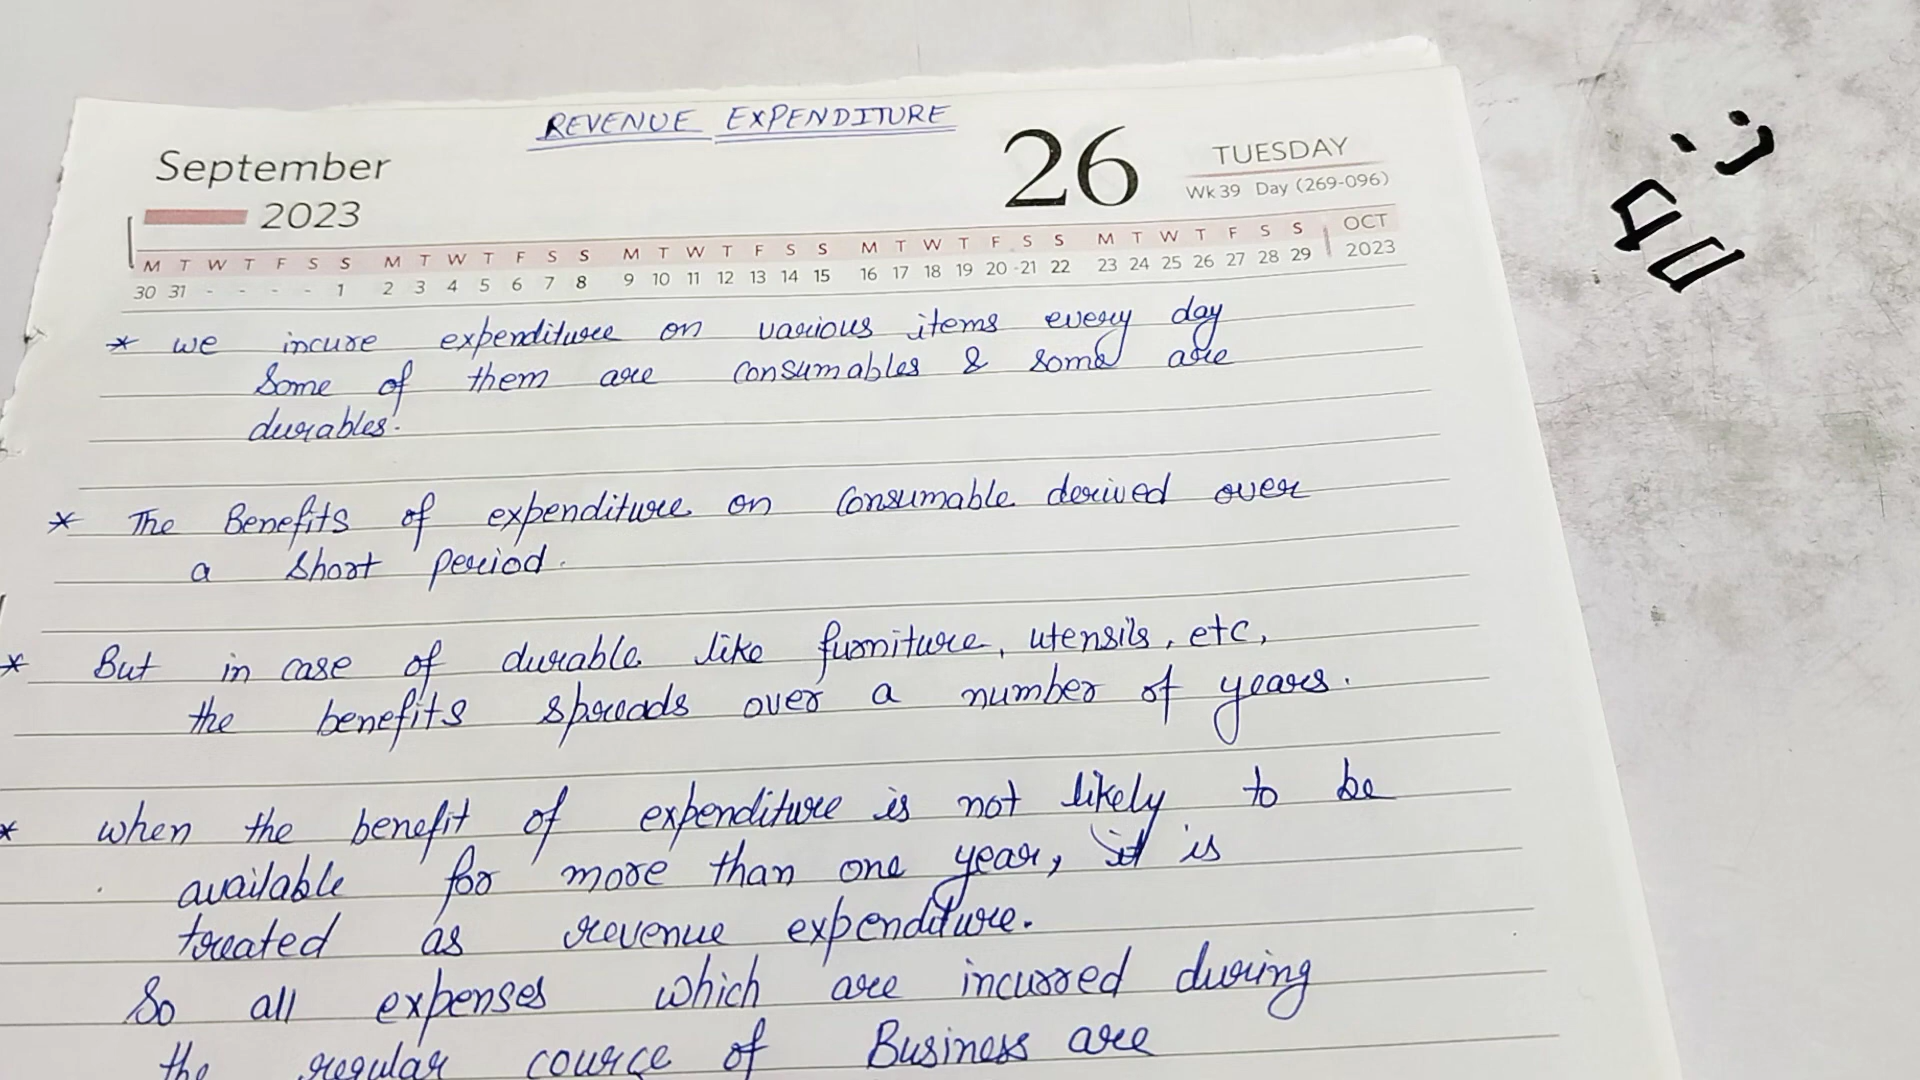 REVENUE EXPENDITURE
September
2023
26
TUESDAY
Wk 39 Day (269-096)
M T W T F S S M T W T F S S M T W T F S S M T W T F S S M T W T F S S OCT
30 31 - - - - 1 2 3 4 5 6 7 8 9 10 11 12 13 14 15 16 17 18 19 20 21 22 23 24 25 26 27 28 29 2023
* we incure expenditure on various items every day
Some of them are consumables & some are
durables.
* The Benefits of expenditure on Consumable derived over
a short period.
* But in case of durable like furniture, utensils, etc,
the benefits spreads over a number of years.
* when the benefit of expenditure is not likely to be
available for more than one year, it is
treated as revenue expenditure.
So all expenses which are incurred during
the regular cource of Business are